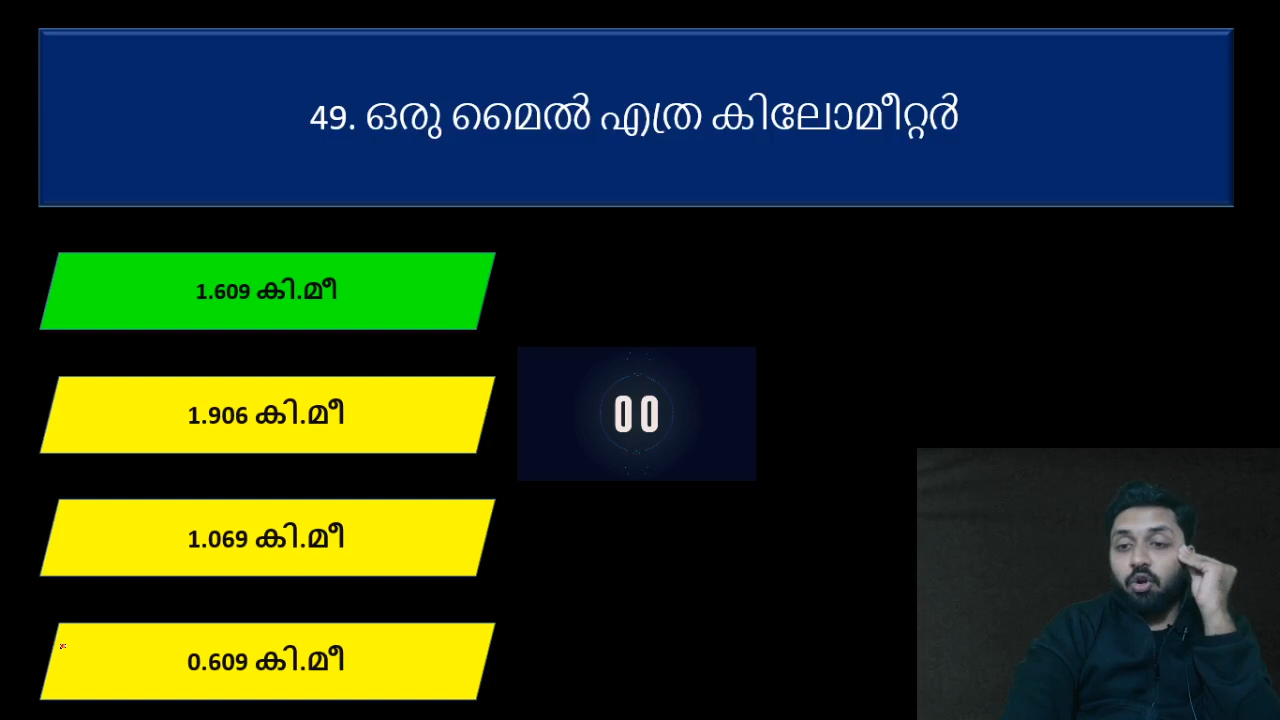 49. ഒരു മൈൽ എത്ര കിലോമീറ്റർ
1.609 കി.മീ
1.906 കി.മീ
00
1.069 കി.മീ
0.609 കി.മീ